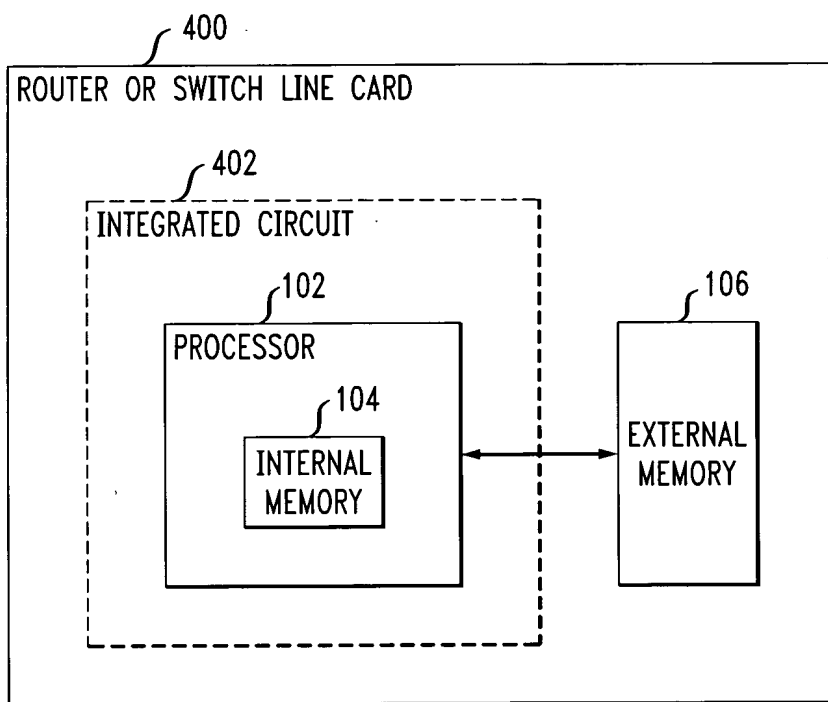 400
ROUTER OR SWITCH LINE CARD
402
INTEGRATED CIRCUIT
102
PROCESSOR
104
INTERNAL
MEMORY
106
EXTERNAL
MEMORY